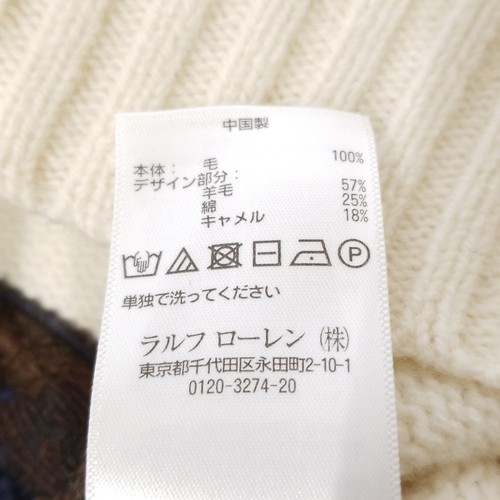 中国製
本体： 毛 100%
デザイン部分：
羊毛 57%
綿 25%
キャメル 18%
P
単独で洗ってください
ラルフ ローレン（株）
東京都千代田区永田町2-10-1
0120-3274-20